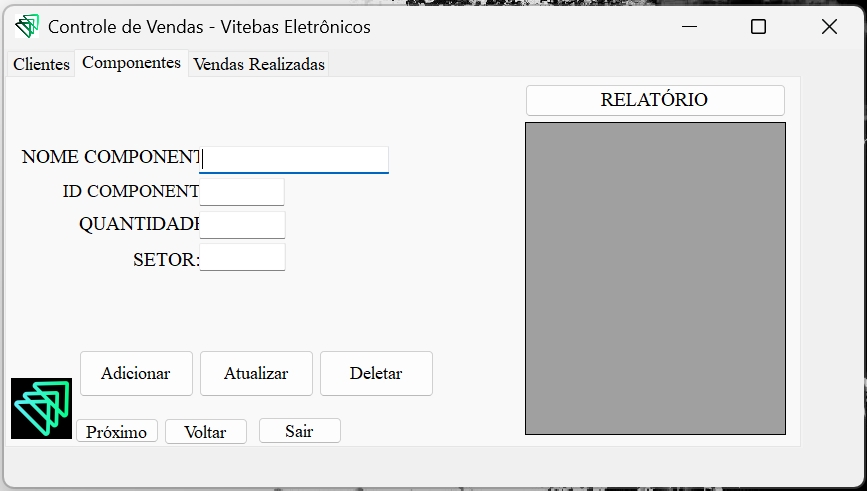 Controle de Vendas - Vitebas Eletrônicos
Clientes Componentes Vendas Realizadas
RELATÓRIO
NOME COMPONENT
ID COMPONENT
QUANTIDADE
SETOR:
Adicionar Atualizar Deletar
Próximo Voltar Sair